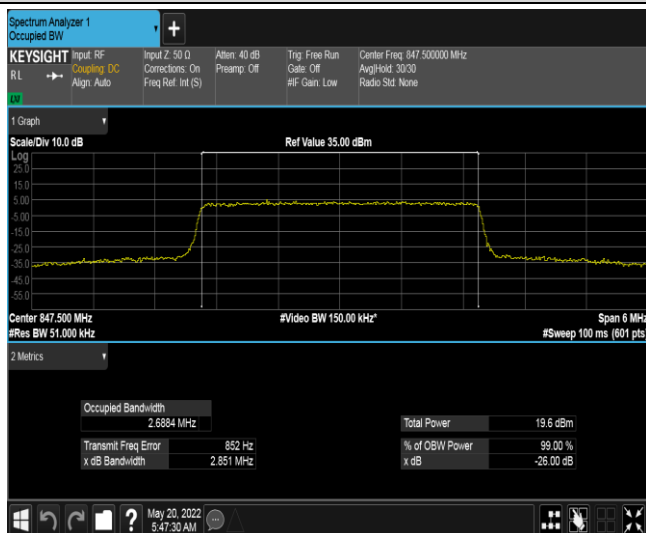 Spectrum Analyzer 1
Occupied BW
+
KEYSIGHT Input: RF Input Z: 50 Ω Atten: 40 dB Trig: Free Run Center Freq: 847.500000 MHz
RL Coupling: DC Corrections: On Preamp: Off Gate: Off Avg|Hold: 30/30
Align: Auto Freq Ref: Int (S) #IF Gain: Low Radio Std: None
LXI
1 Graph
Scale/Div 10.0 dB Ref Value 35.00 dBm
Log
25.0
15.0
5.00
-5.00
-15.0
-25.0
-35.0
-45.0
-55.0
Center 847.500 MHz #Video BW 150.00 kHz* Span 6 MHz
#Res BW 51.000 kHz #Sweep 100 ms (601 pts)
2 Metrics
Occupied Bandwidth
2.6884 MHz Total Power 19.6 dBm
Transmit Freq Error 852 Hz % of OBW Power 99.00 %
x dB Bandwidth 2.851 MHz x dB -26.00 dB
? May 20, 2022
5:47:30 AM